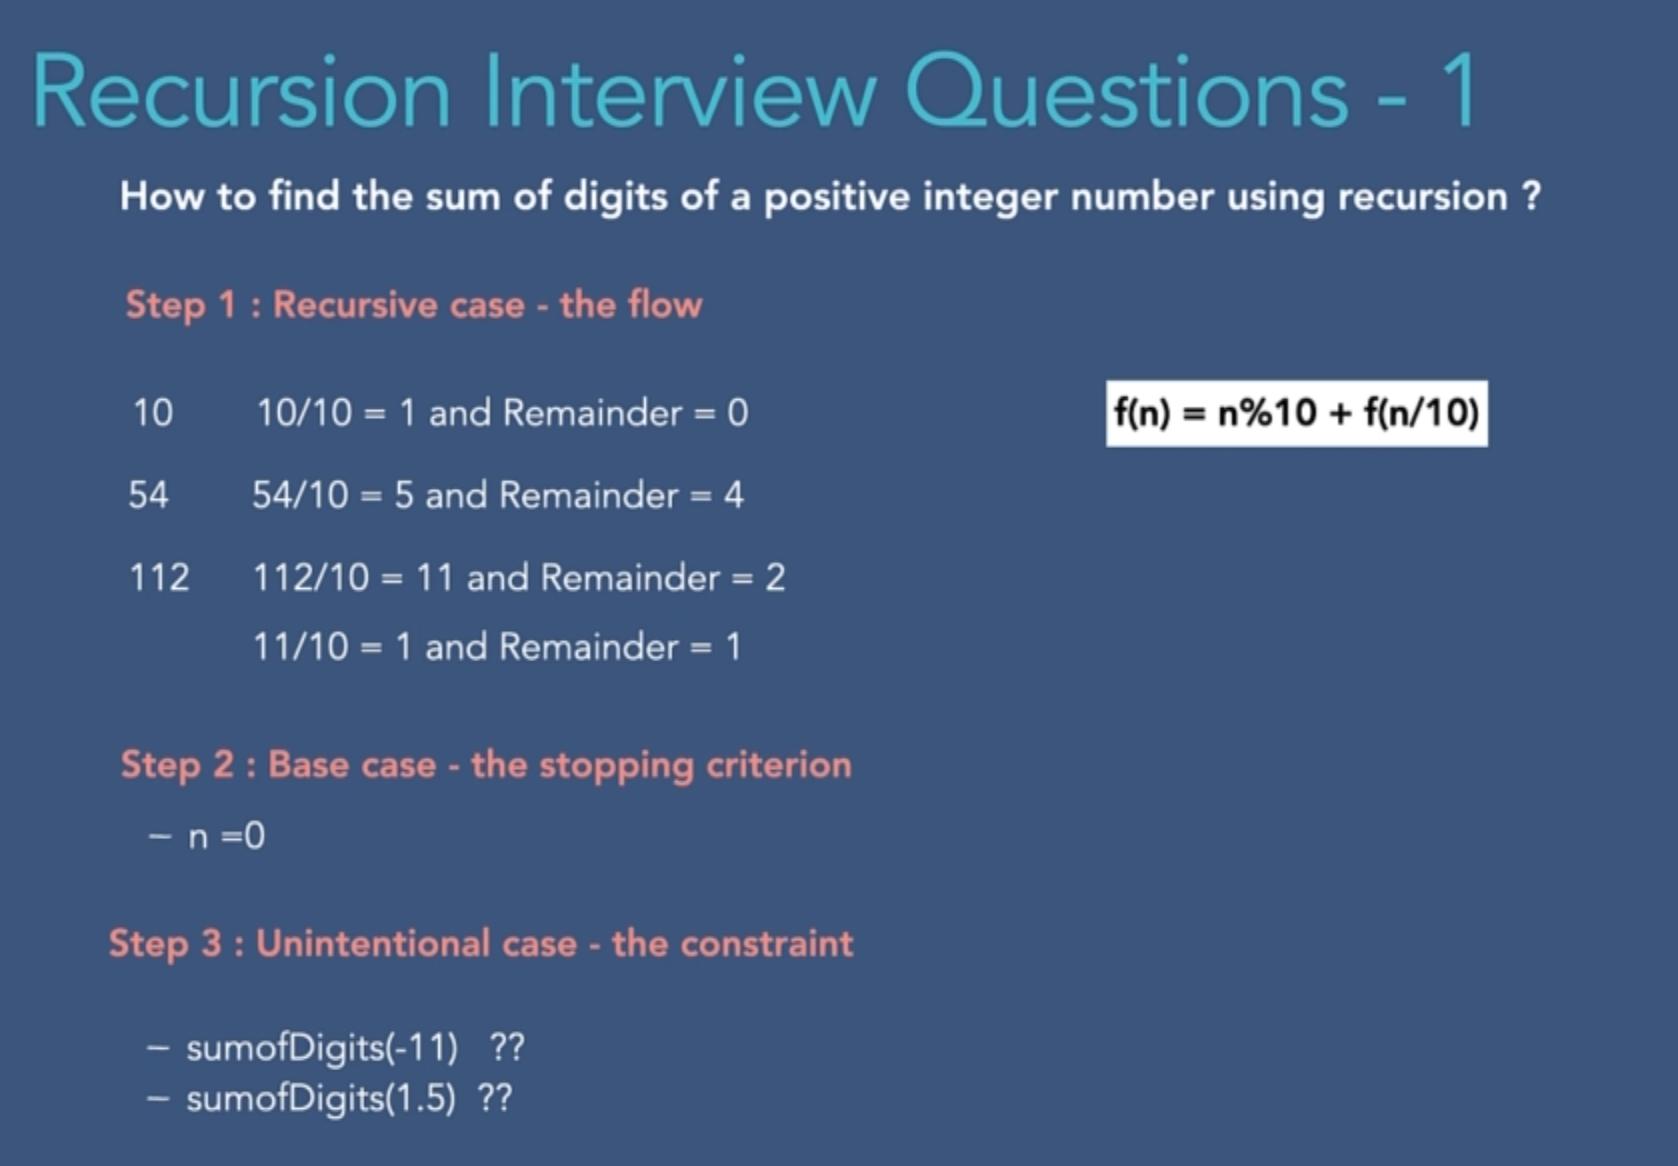 Recursion Interview Questions - 1
How to find the sum of digits of a positive integer number using recursion ?
Step 1 : Recursive case - the flow
10 10/10 = 1 and Remainder = 0
f(n) = n%10 + f(n/10)
54 54/10 = 5 and Remainder = 4
112 112/10 = 11 and Remainder = 2
11/10 = 1 and Remainder = 1
Step 2 : Base case - the stopping criterion
– n =0
Step 3 : Unintentional case - the constraint
– sumofDigits(-11) ??
– sumofDigits(1.5) ??